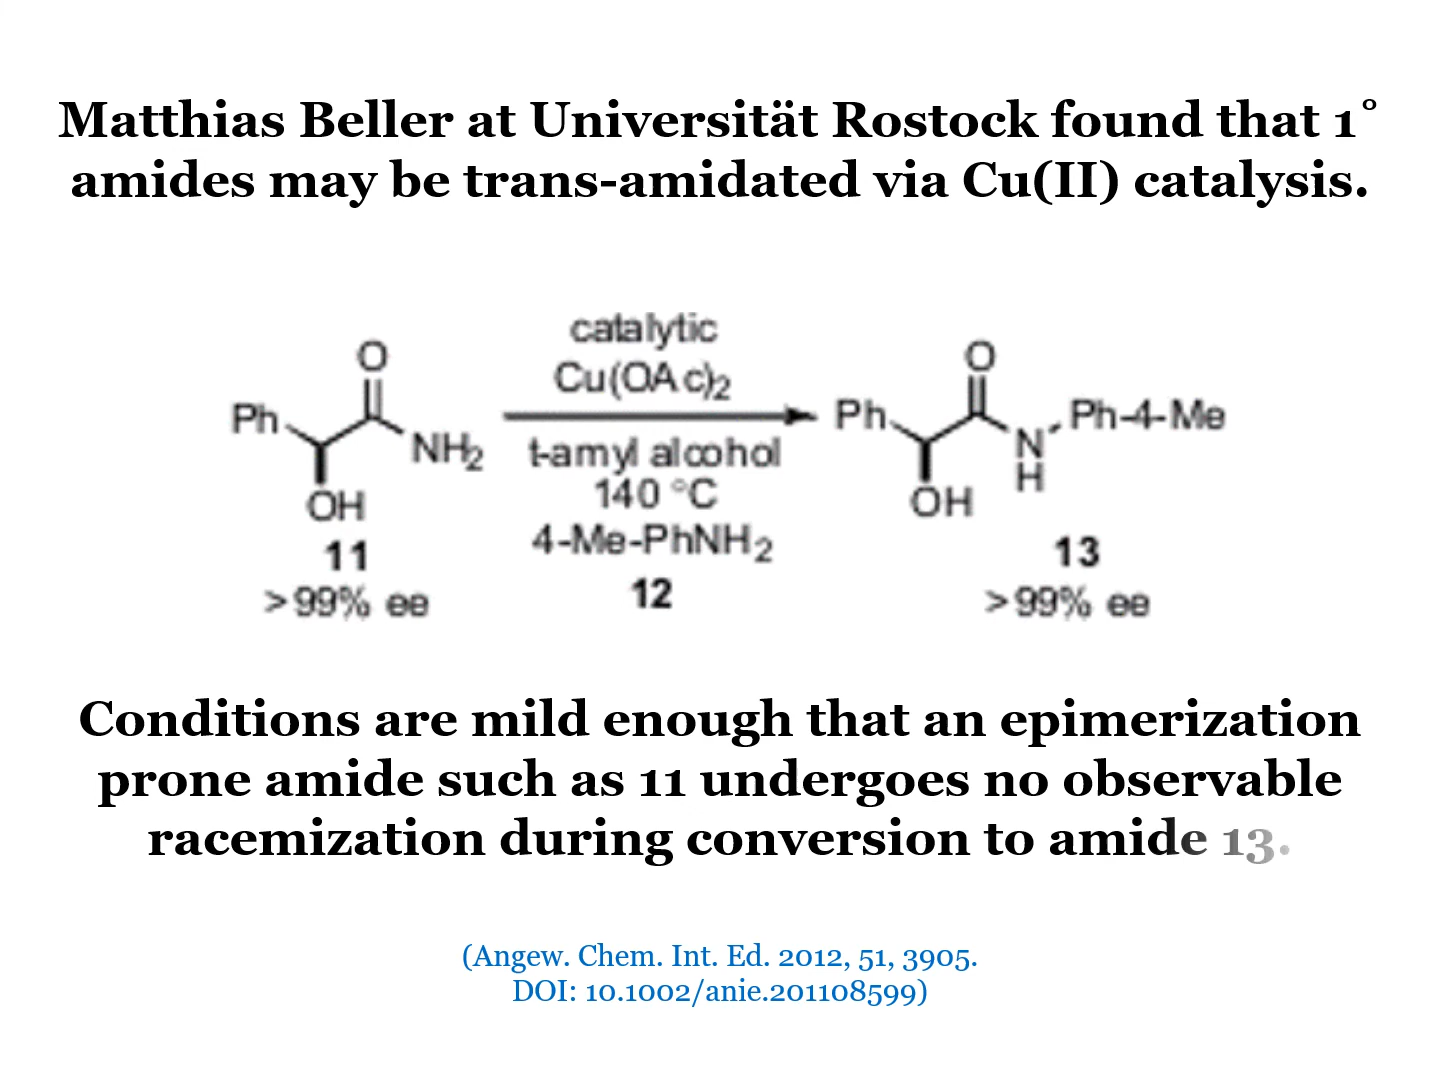 Matthias Beller at Universität Rostock found that 1°
amides may be trans-amidated via Cu(II) catalysis.
catalytic
Cu(OAc)2
O
Ph
NH2
OH
11
>99% ee
t-amyl alcohol
140 °C
4-Me-PhNH2
12
O
Ph
N
H
Ph-4-Me
OH
13
>99% ee
Conditions are mild enough that an epimerization
prone amide such as 11 undergoes no observable
racemization during conversion to amide 13.
(Angew. Chem. Int. Ed. 2012, 51, 3905.
DOI: 10.1002/anie.201108599)